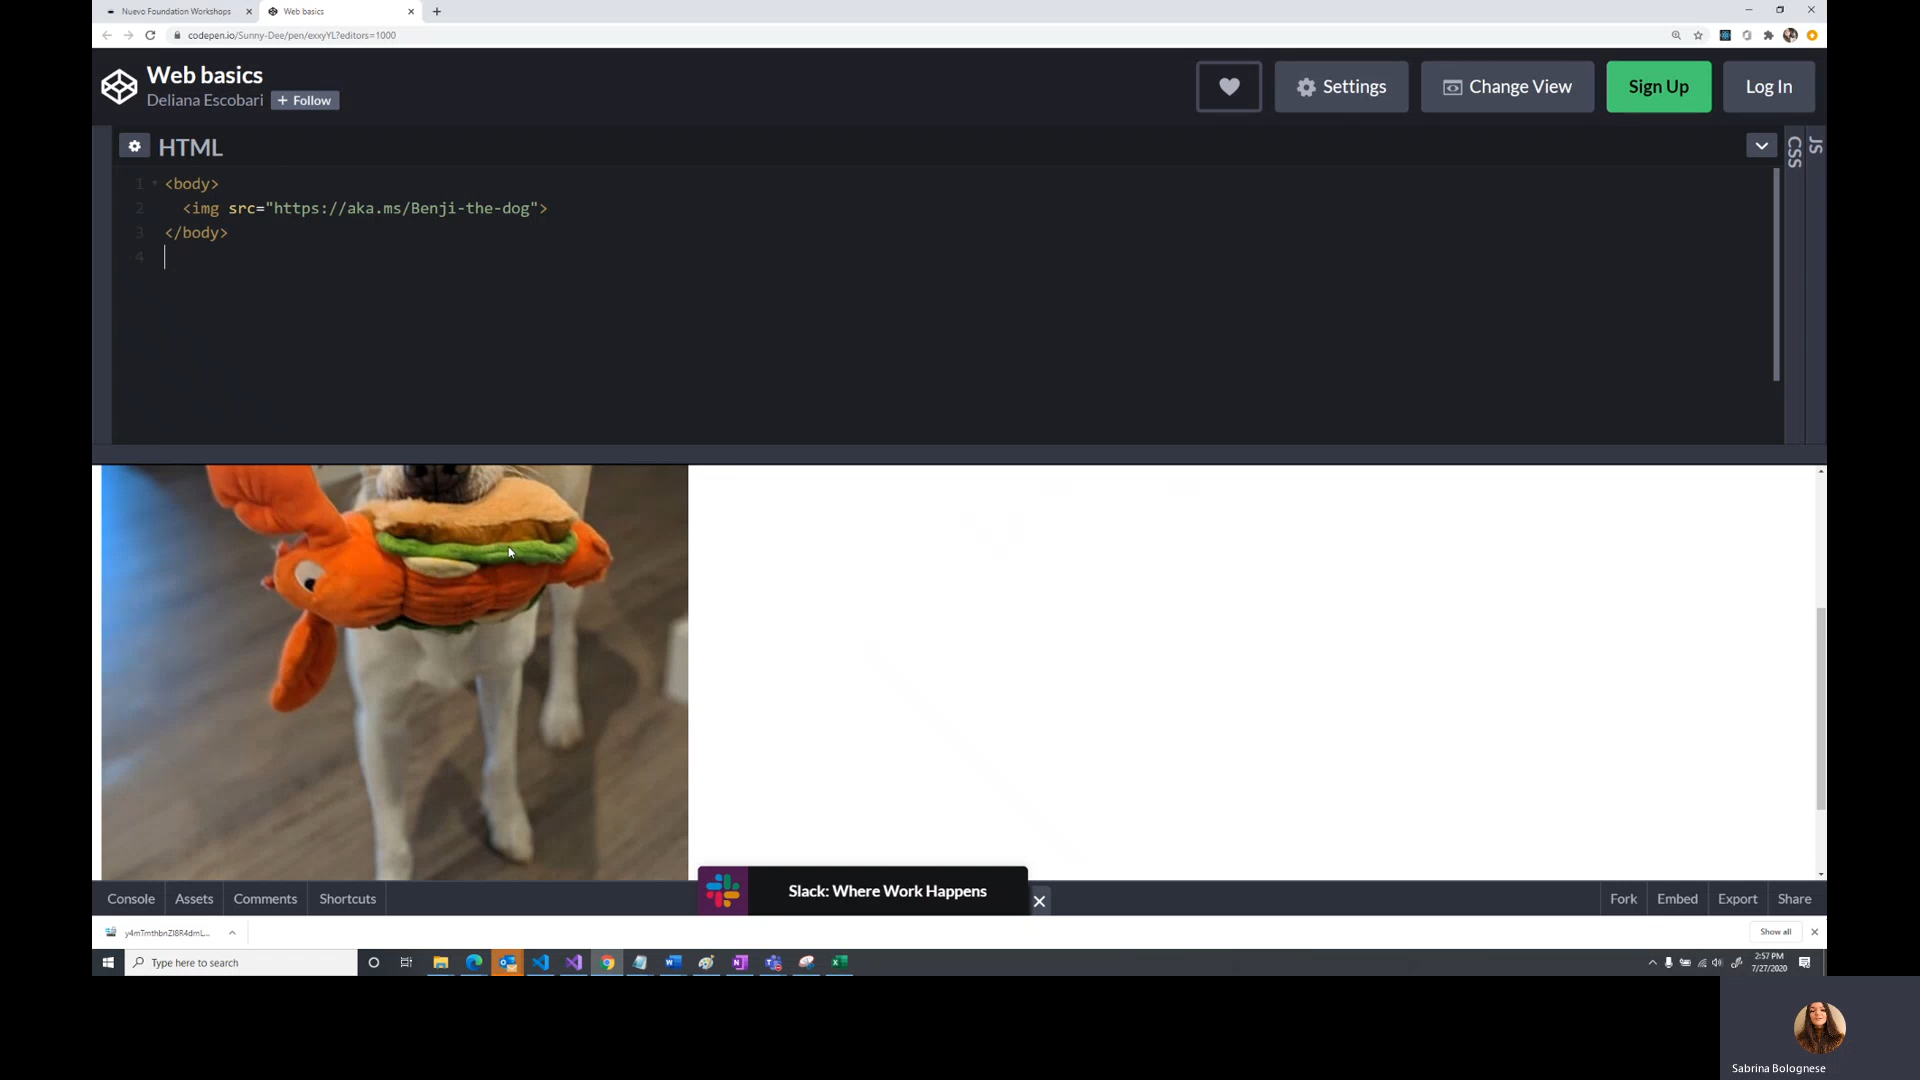 Nuevo Foundation Workshops
Web basics
codepen.io/Sunny-Dee/pen/exxyYL?editors=1000
Web basics
Deliana Escobari
+ Follow
Settings
Change View
Sign Up
Log In
HTML
CSS
JS
1 <body>
2 <img src="https://aka.ms/Benji-the-dog">
3 </body>
4
Slack: Where Work Happens
Console
Assets
Comments
Shortcuts
Fork
Embed
Export
Share
Show all
Type here to search
2:57 PM
7/27/2020
Sabrina Bolognese